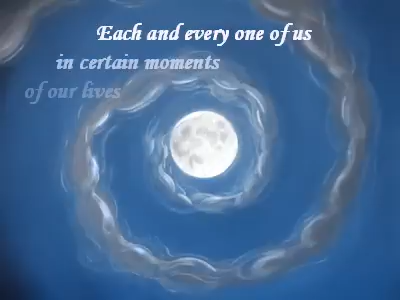 Each and every one of us
in certain moments
of our lives